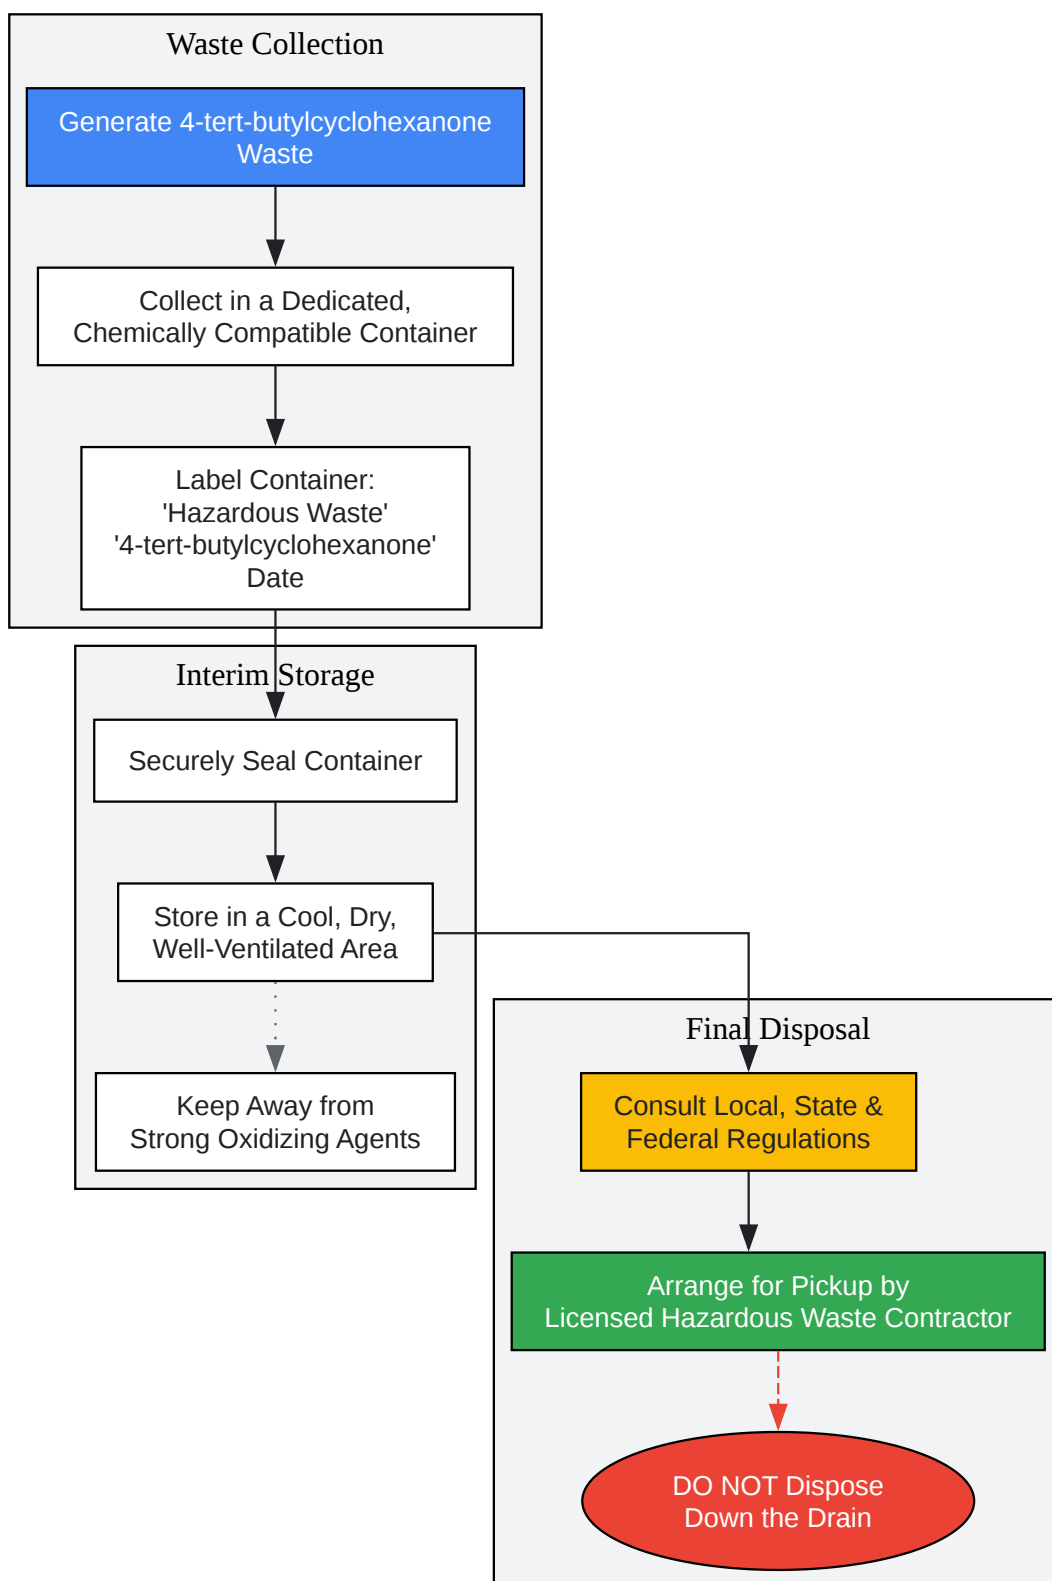 Waste Collection
Generate 4-tert-butylcyclohexanone
Waste
Collect in a Dedicated,
Chemically Compatible Container
Label Container:
'Hazardous Waste'
'4-tert-butylcyclohexanone'
Date
Interim Storage
Securely Seal Container
Store in a Cool, Dry,
Well-Ventilated Area
Keep Away from
Strong Oxidizing Agents
Final Disposal
Consult Local, State &
Federal Regulations
Arrange for Pickup by
Licensed Hazardous Waste Contractor
DO NOT Dispose
Down the Drain